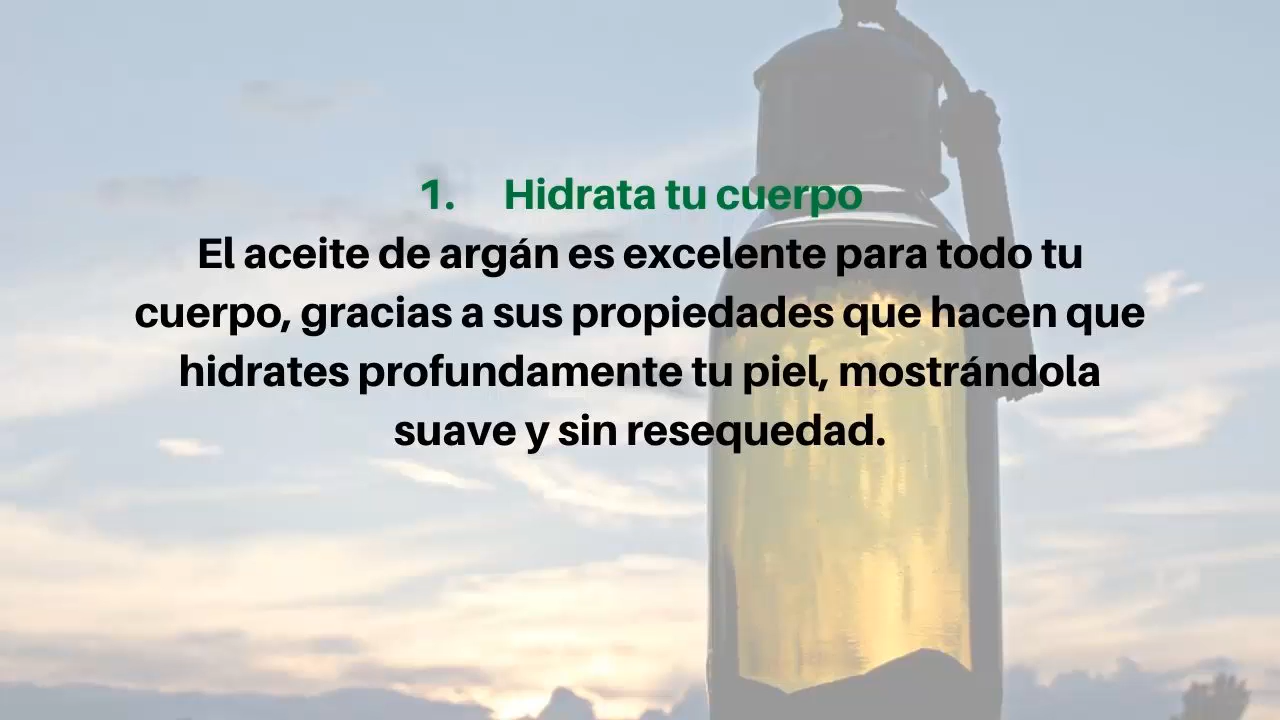 1. Hidrata tu cuerpo
El aceite de argán es excelente para todo tu
cuerpo, gracias a sus propiedades que hacen que
hidrates profundamente tu piel, mostrándola
suave y sin resequedad.